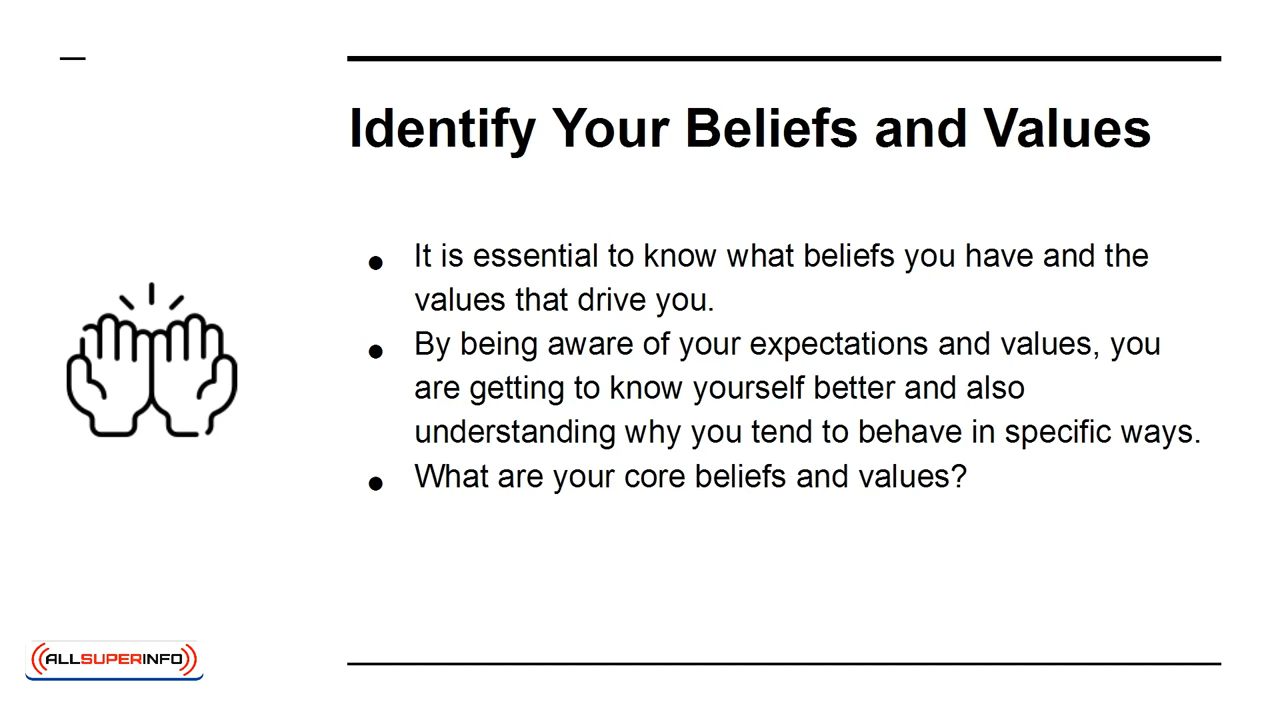 Identify Your Beliefs and Values
● It is essential to know what beliefs you have and the
values that drive you.
● By being aware of your expectations and values, you
are getting to know yourself better and also
understanding why you tend to behave in specific ways.
● What are your core beliefs and values?
ALLSUPERINFO